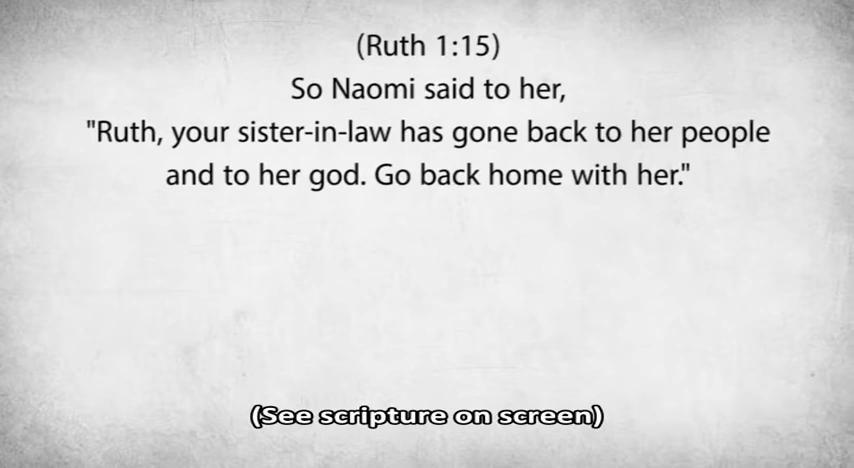 (Ruth 1:15)
So Naomi said to her,
"Ruth, your sister-in-law has gone back to her people
and to her god. Go back home with her."
(See scripture on screen)